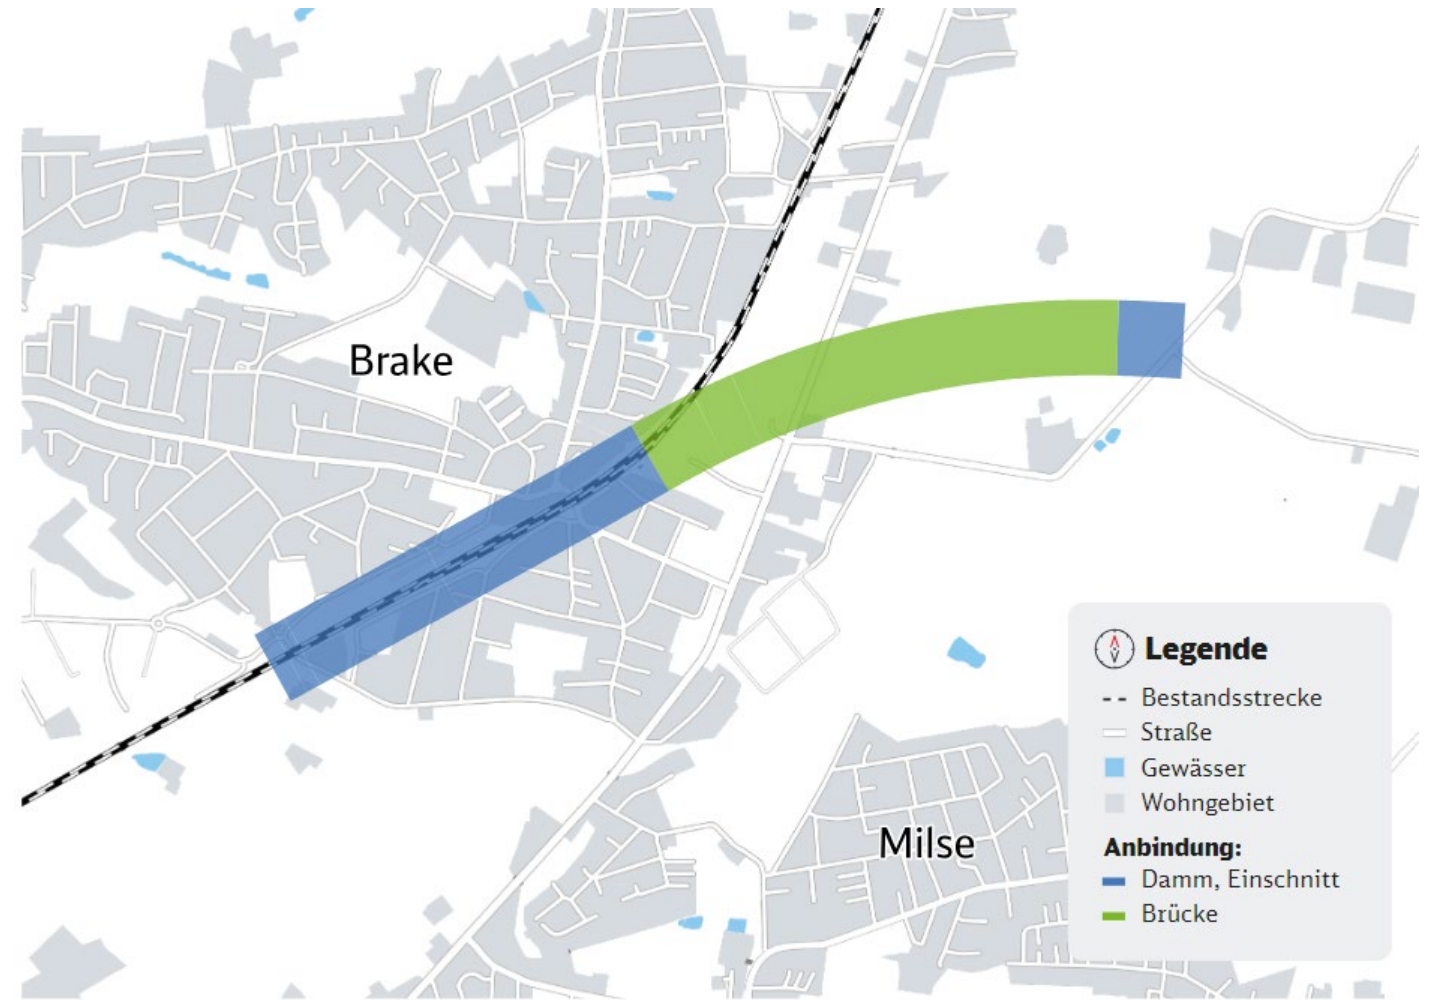 Brake
Milse
Legende
Bestandsstrecke
Straße
Gewässer
Wohngebiet
Anbindung:
Damm, Einschnitt
Brücke